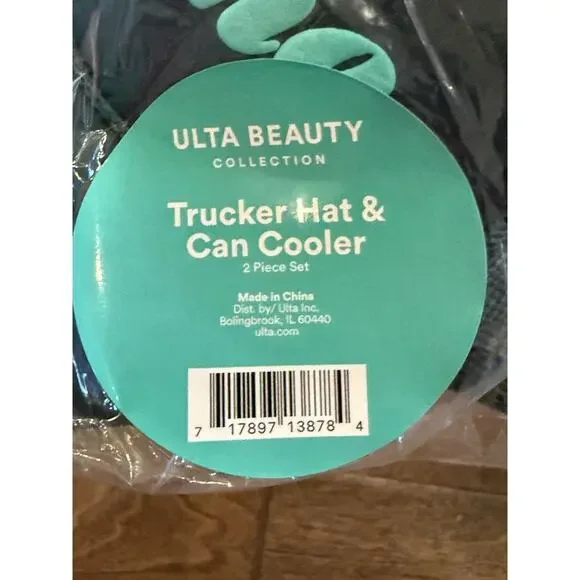 ULTA BEAUTY
COLLECTION
Trucker Hat &
Can Cooler
2 Piece Set
Made in China
Dist. by/ Ulta Inc.
Bolingbrook, IL 60440
ulta.com
7 17897 13878 4